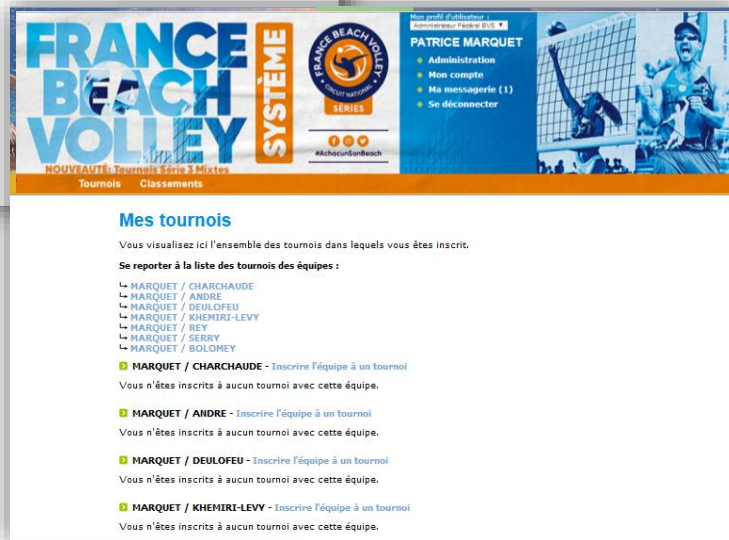 FRANCE
BEACH
VOLLEY
SYSTÈME
FRANCE BEACH VOLLEY
CIRCUIT NATIONAL
SÉRIES
#AchacunSonBeach
NOUVEAUTÉ: Tournois Série 3 Mixtes
Mon profil d'utilisateur :
Administrateur Fédéral BVS
PATRICE MARQUET
Administration
Mon compte
Ma messagerie (1)
Se déconnecter
Tournois Classements
Mes tournois
Vous visualisez ici l'ensemble des tournois dans lequels vous êtes inscrit.
Se reporter à la liste des tournois des équipes :
MARQUET / CHARCHAUDE
MARQUET / ANDRE
MARQUET / DEULOFEU
MARQUET / KHEMIRI-LEVY
MARQUET / REY
MARQUET / SERRY
MARQUET / BOLOMEY
MARQUET / CHARCHAUDE - Inscrire l'équipe à un tournoi
Vous n'êtes inscrits à aucun tournoi avec cette équipe.
MARQUET / ANDRE - Inscrire l'équipe à un tournoi
Vous n'êtes inscrits à aucun tournoi avec cette équipe.
MARQUET / DEULOFEU - Inscrire l'équipe à un tournoi
Vous n'êtes inscrits à aucun tournoi avec cette équipe.
MARQUET / KHEMIRI-LEVY - Inscrire l'équipe à un tournoi
Vous n'êtes inscrits à aucun tournoi avec cette équipe.